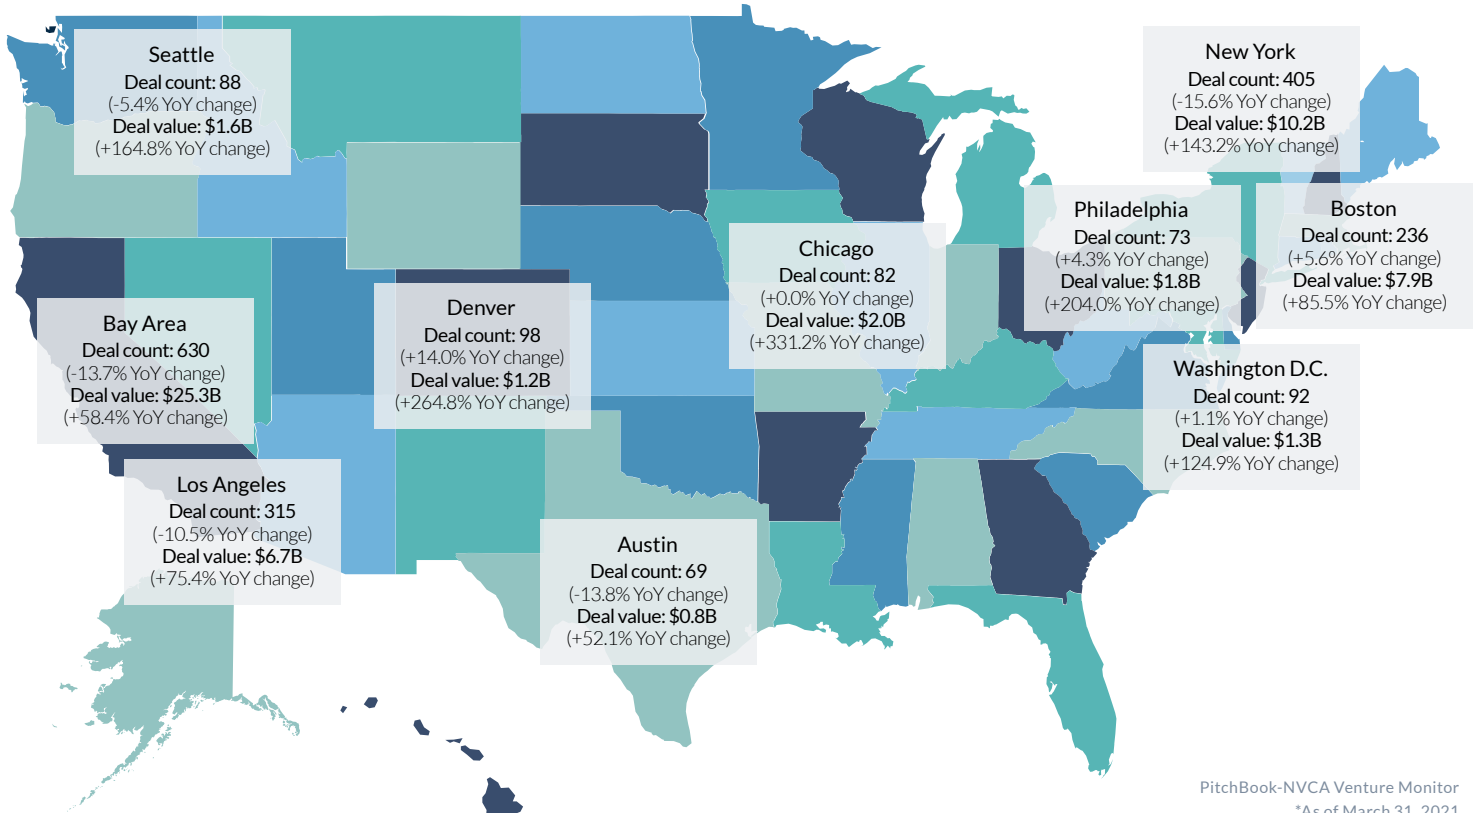 Seattle
Deal count: 88
(-5.4% YoY change)
Deal value: $1.6B
(+164.8% YoY change)
New York
Deal count: 405
(-15.6% YoY change)
Deal value: $10.2B
(+143.2% YoY change)
Philadelphia
Deal count: 73
(+4.3% YoY change)
Deal value: $1.8B
(+204.0% YoY change)
Boston
Deal count: 236
(+5.6% YoY change)
Deal value: $7.9B
(+85.5% YoY change)
Chicago
Deal count: 82
(+0.0% YoY change)
Deal value: $2.0B
(+331.2% YoY change)
Denver
Deal count: 98
(+14.0% YoY change)
Deal value: $1.2B
(+264.8% YoY change)
Bay Area
Deal count: 630
(-13.7% YoY change)
Deal value: $25.3B
(+58.4% YoY change)
Washington D.C.
Deal count: 92
(+1.1% YoY change)
Deal value: $1.3B
(+124.9% YoY change)
Los Angeles
Deal count: 315
(-10.5% YoY change)
Deal value: $6.7B
(+75.4% YoY change)
Austin
Deal count: 69
(-13.8% YoY change)
Deal value: $0.8B
(+52.1% YoY change)
PitchBook-NVCA Venture Monitor
*As of March 31, 2021